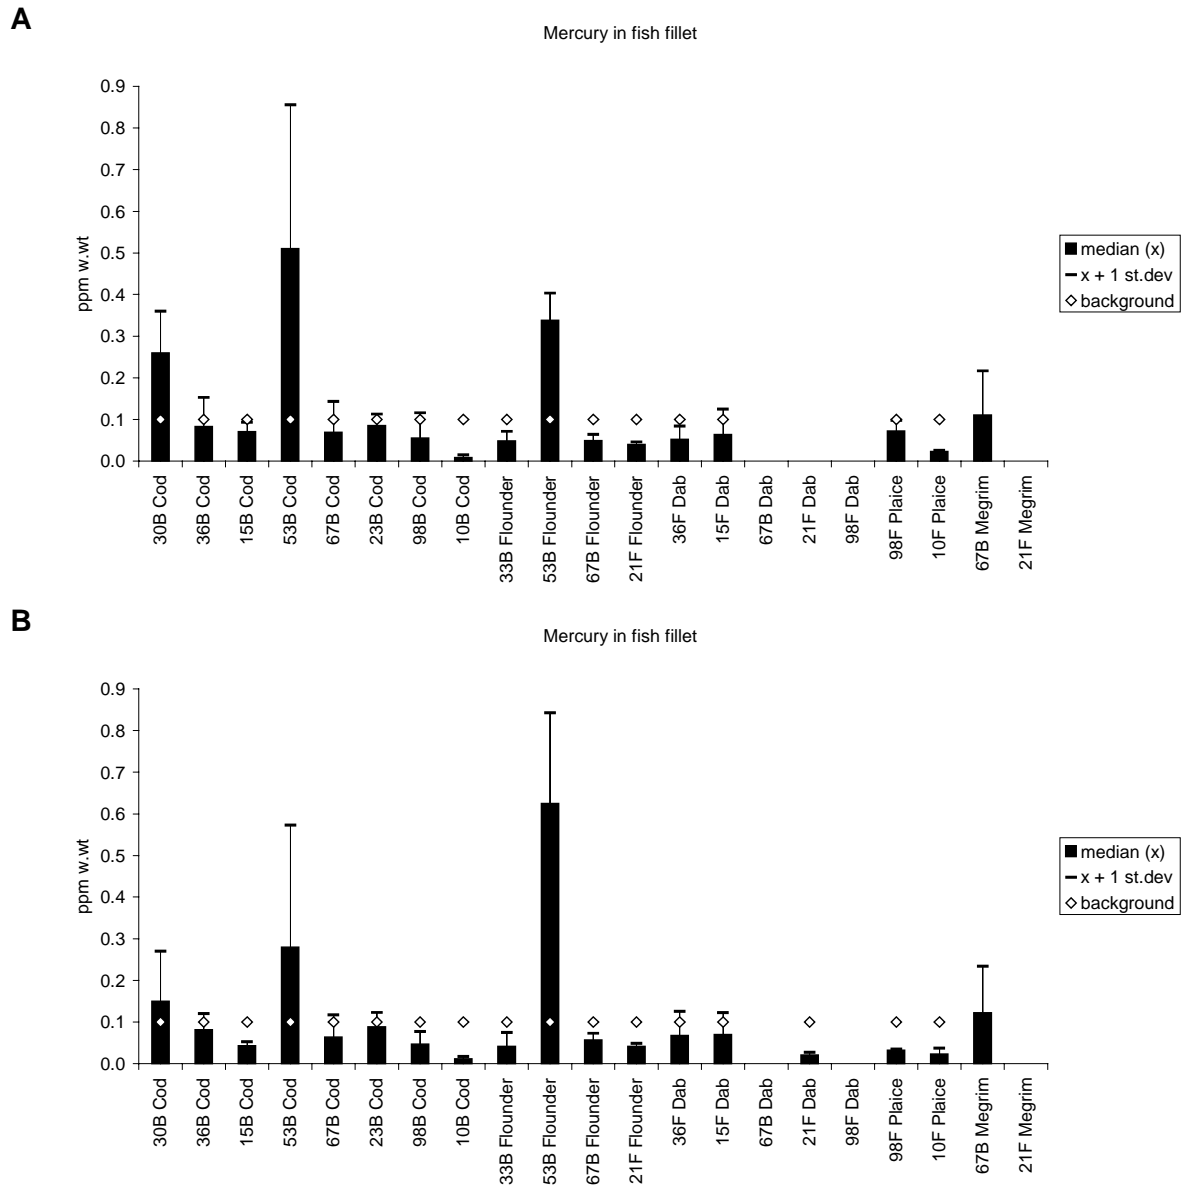 A
Mercury in fish fillet
0.9
0.8
0.7
0.6
0.5
0.4
0.3
0.2
0.1
0.0
ppm w.wt
median (x)
x + 1 st.dev
background
30B Cod
36B Cod
15B Cod
53B Cod
67B Cod
23B Cod
98B Cod
10B Cod
33B Flounder
53B Flounder
67B Flounder
21F Flounder
36F Dab
15F Dab
67B Dab
21F Dab
98F Dab
98F Plaice
10F Plaice
67B Megrim
21F Megrim
B
Mercury in fish fillet
0.9
0.8
0.7
0.6
0.5
0.4
0.3
0.2
0.1
0.0
ppm w.wt
median (x)
x + 1 st.dev
background
30B Cod
36B Cod
15B Cod
53B Cod
67B Cod
23B Cod
98B Cod
10B Cod
33B Flounder
53B Flounder
67B Flounder
21F Flounder
36F Dab
15F Dab
67B Dab
21F Dab
98F Dab
98F Plaice
10F Plaice
67B Megrim
21F Megrim